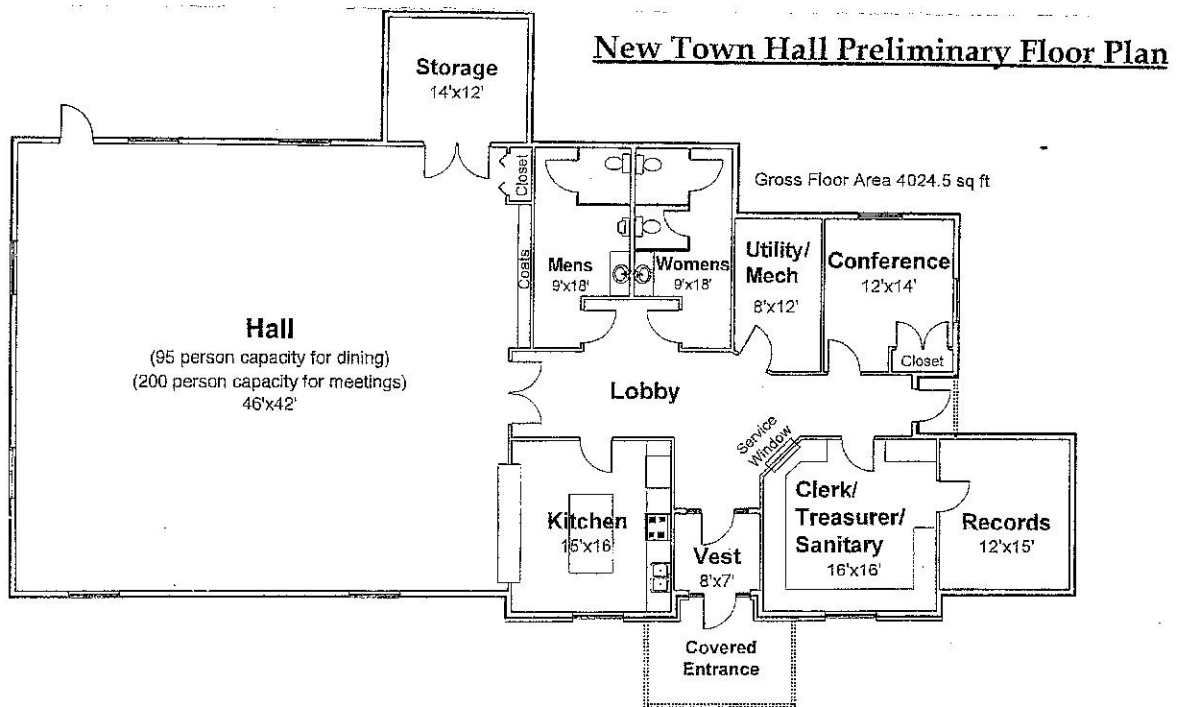 New Town Hall Preliminary Floor Plan
Storage
14'x12'
Closet
Gross Floor Area 4024.5 sq ft
Coats
Mens
9'x18'
Womens
9'x18'
Utility/
Mech
8'x12'
Conference
12'x14'
Closet
Hall
(95 person capacity for dining)
(200 person capacity for meetings)
46'x42'
Lobby
Service
Window
Kitchen
15'x16'
Vest
8'x7'
Clerk/
Treasurer/
Sanitary
16'x16'
Records
12'x15'
Covered
Entrance